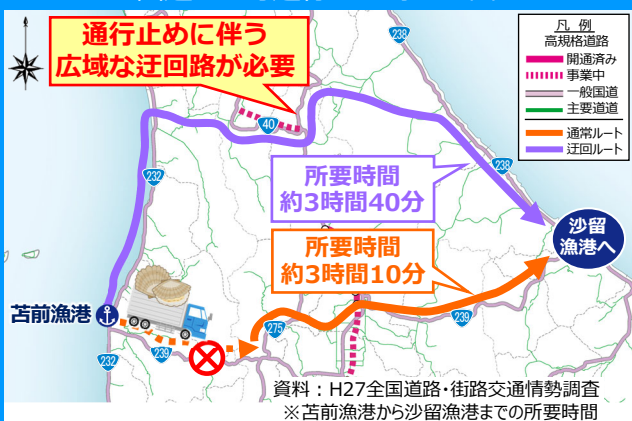 通行止めに伴う
広域な迂回路が必要
凡 例
高規格道路
開通済み
事業中
一般国道
主要道道
通常ルート
迂回ルート
40
238
232
238
所要時間
約3時間40分
沙留
漁港へ
所要時間
約3時間10分
苫前漁港
275
239
239
232
資料：H27全国道路・街路交通情勢調査
※苫前漁港から沙留漁港までの所要時間